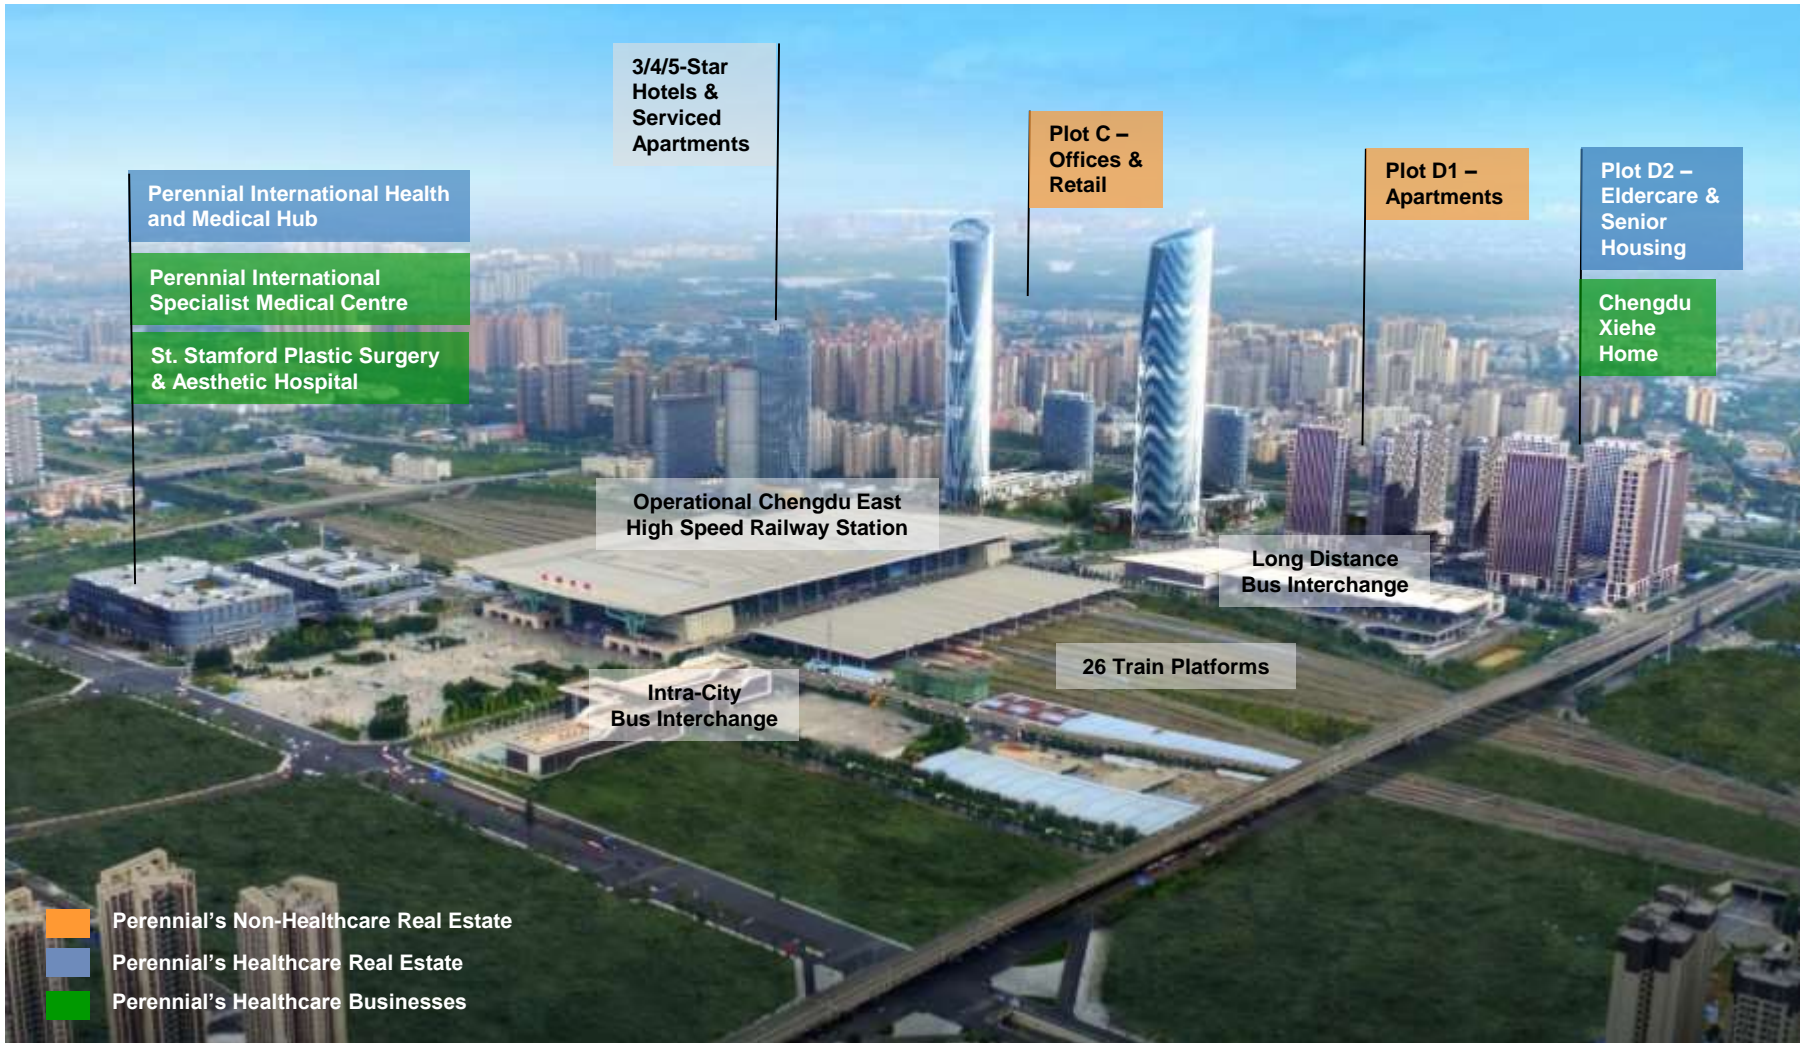 3/4/5-Star
Hotels &
Serviced
Apartments
Plot C –
Offices &
Retail
Plot D1 –
Apartments
Plot D2 –
Eldercare &
Senior
Housing
Chengdu
Xiehe
Home
Perennial International Health
and Medical Hub
Perennial International
Specialist Medical Centre
St. Stamford Plastic Surgery
& Aesthetic Hospital
Operational Chengdu East
High Speed Railway Station
Long Distance
Bus Interchange
26 Train Platforms
Intra-City
Bus Interchange
Perennial’s Non-Healthcare Real Estate
Perennial’s Healthcare Real Estate
Perennial’s Healthcare Businesses